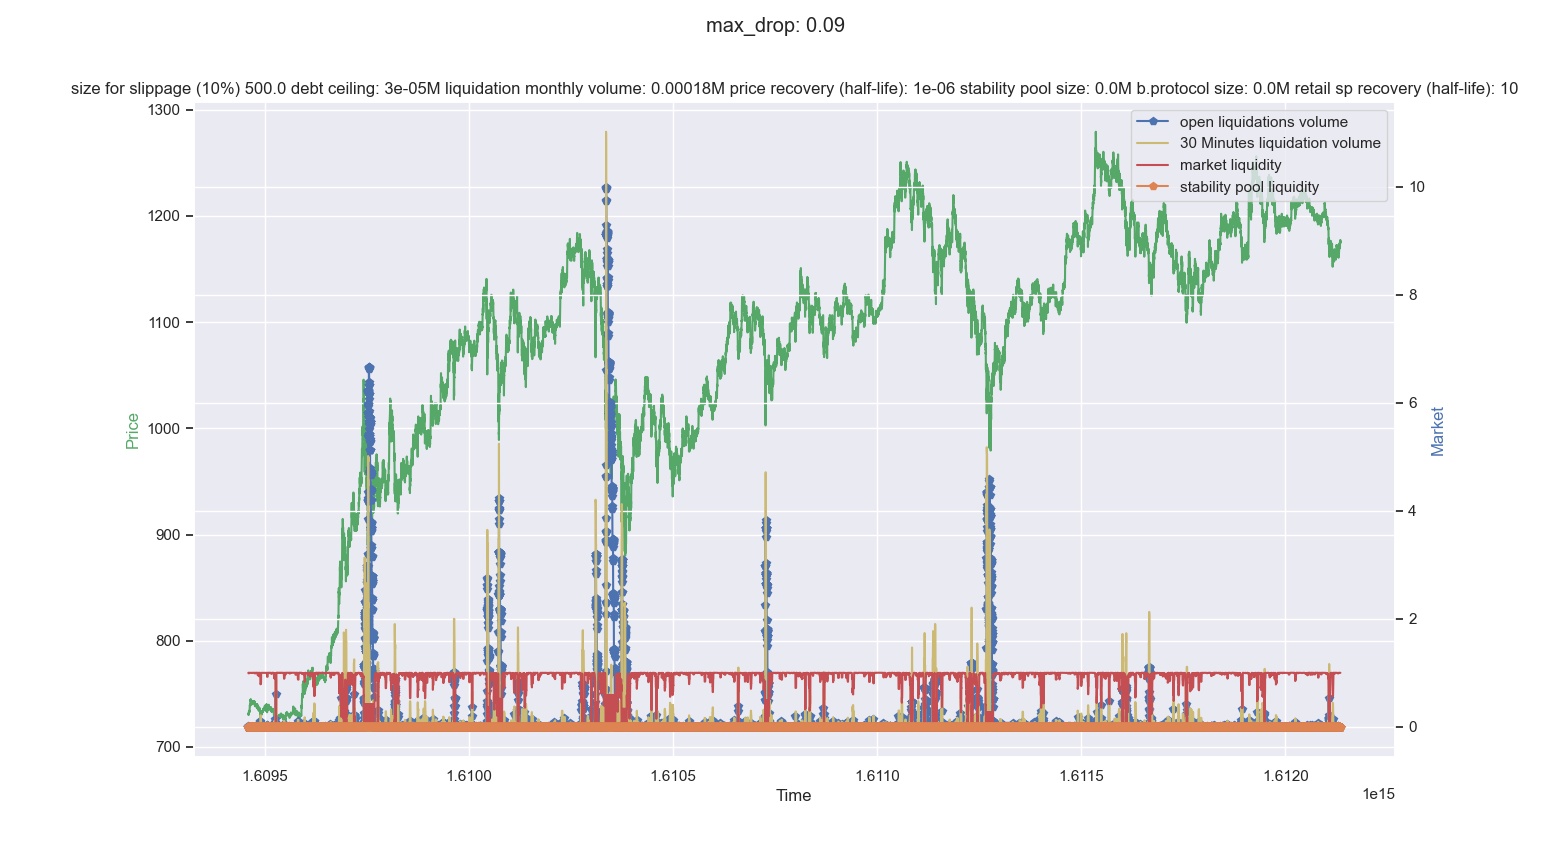 max_drop: 0.09
size for slippage (10%) 500.0 debt ceiling: 3e-05M liquidation monthly volume: 0.00018M price recovery (half-life): 1e-06 stability pool size: 0.0M b.protocol size: 0.0M retail sp recovery (half-life): 10
1300
1200
1100
1000
900
800
700
Price
open liquidations volume
30 Minutes liquidation volume
market liquidity
stability pool liquidity
10
8
6
4
2
0
Market
1.6095
1.6100
1.6105
1.6110
1.6115
1.6120
1e15
Time